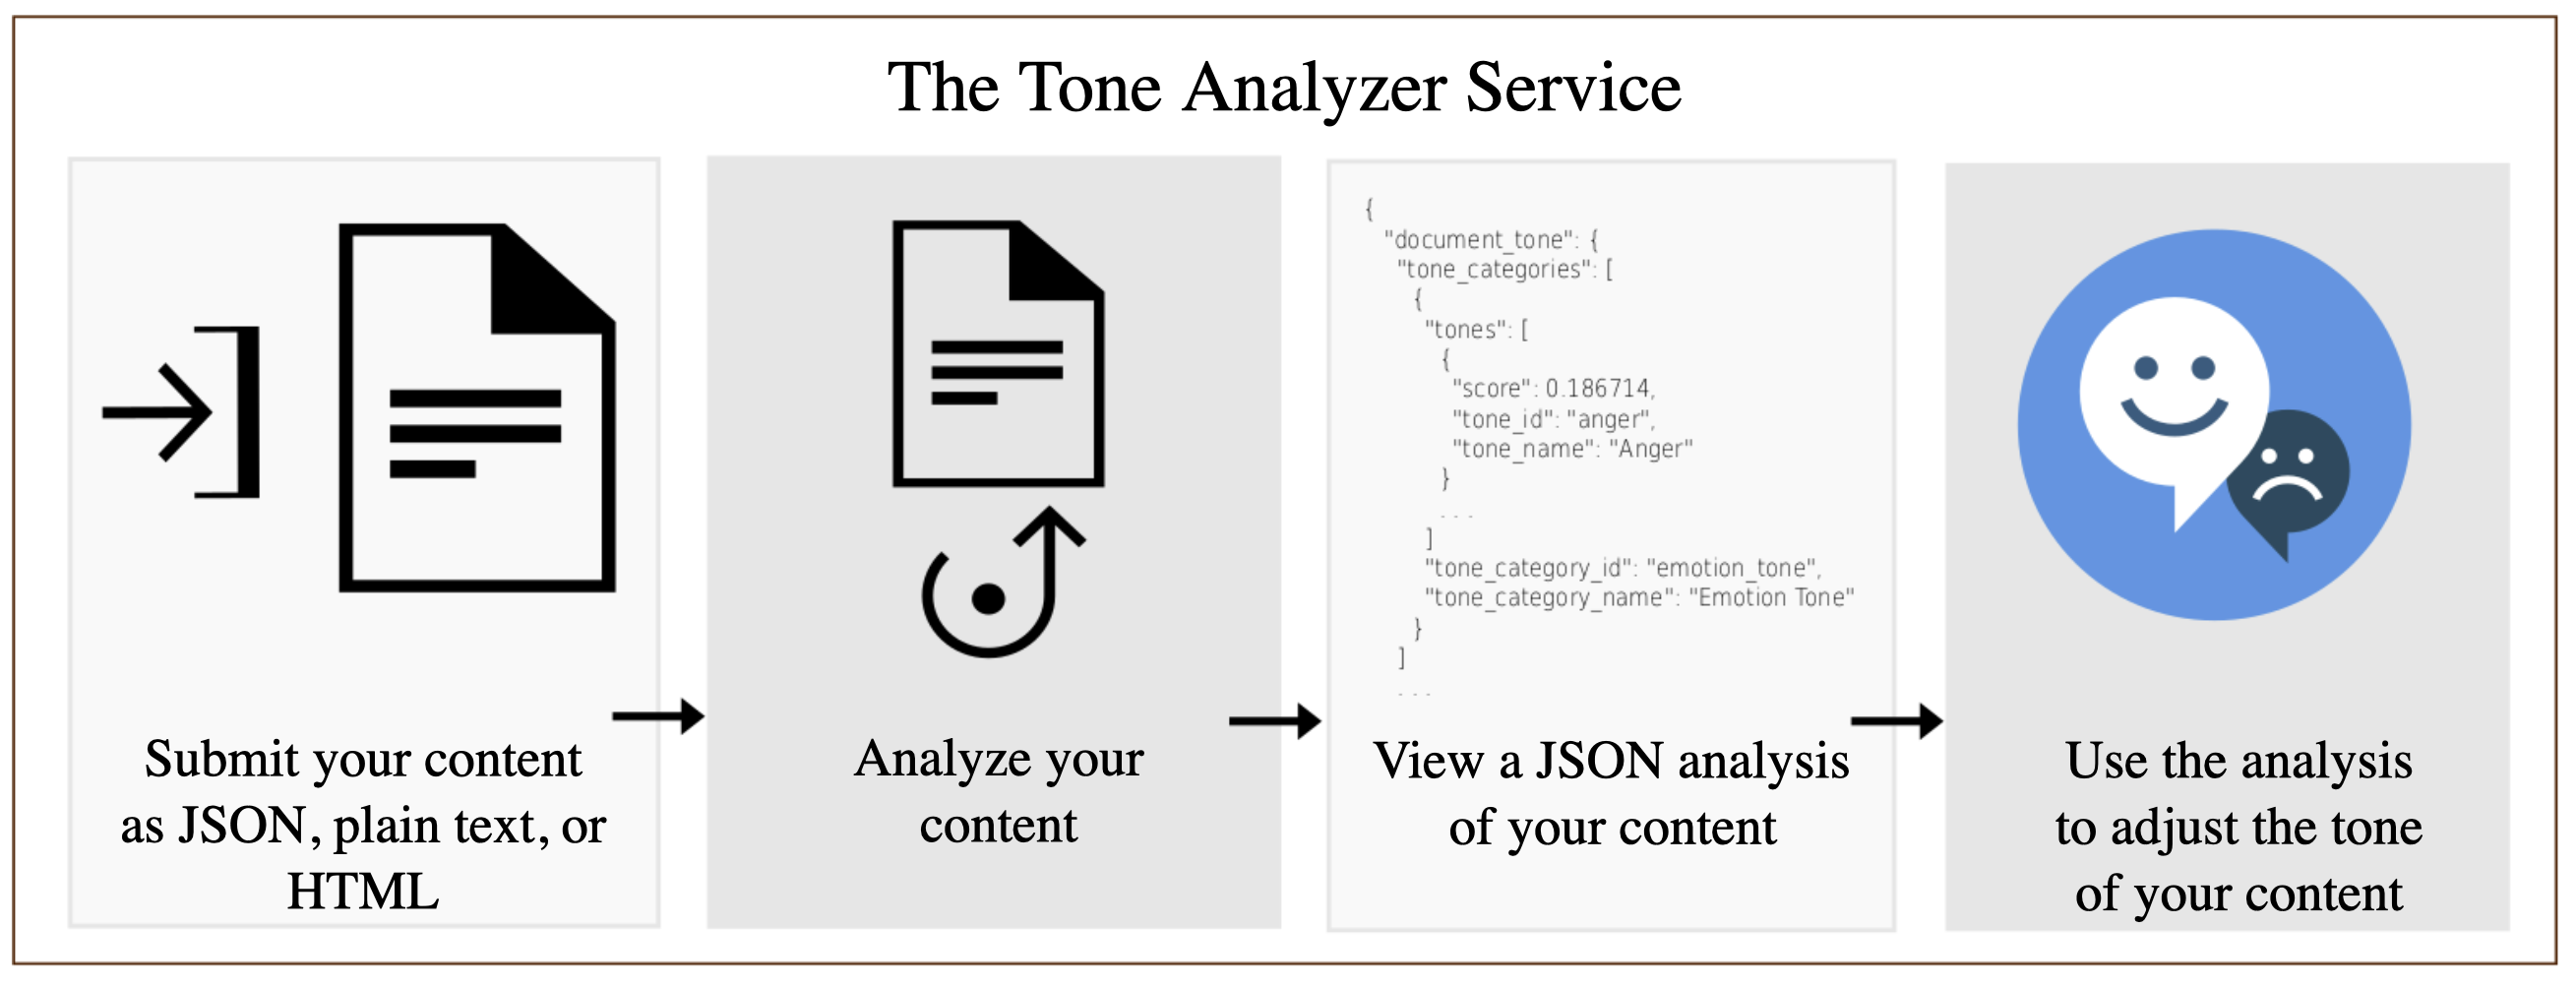 The Tone Analyzer Service
Submit your content
as JSON, plain text, or
HTML
Analyze your
content
{
"document_tone": {
"tone_categories": [
{
"tones": [
{
"score": 0.186714,
"tone_id": "anger",
"tone_name": "Anger"
}
. . .
]
"tone_category_id": "emotion_tone",
"tone_category_name": "Emotion Tone"
}
]
. . .
View a JSON analysis
of your content
Use the analysis
to adjust the tone
of your content